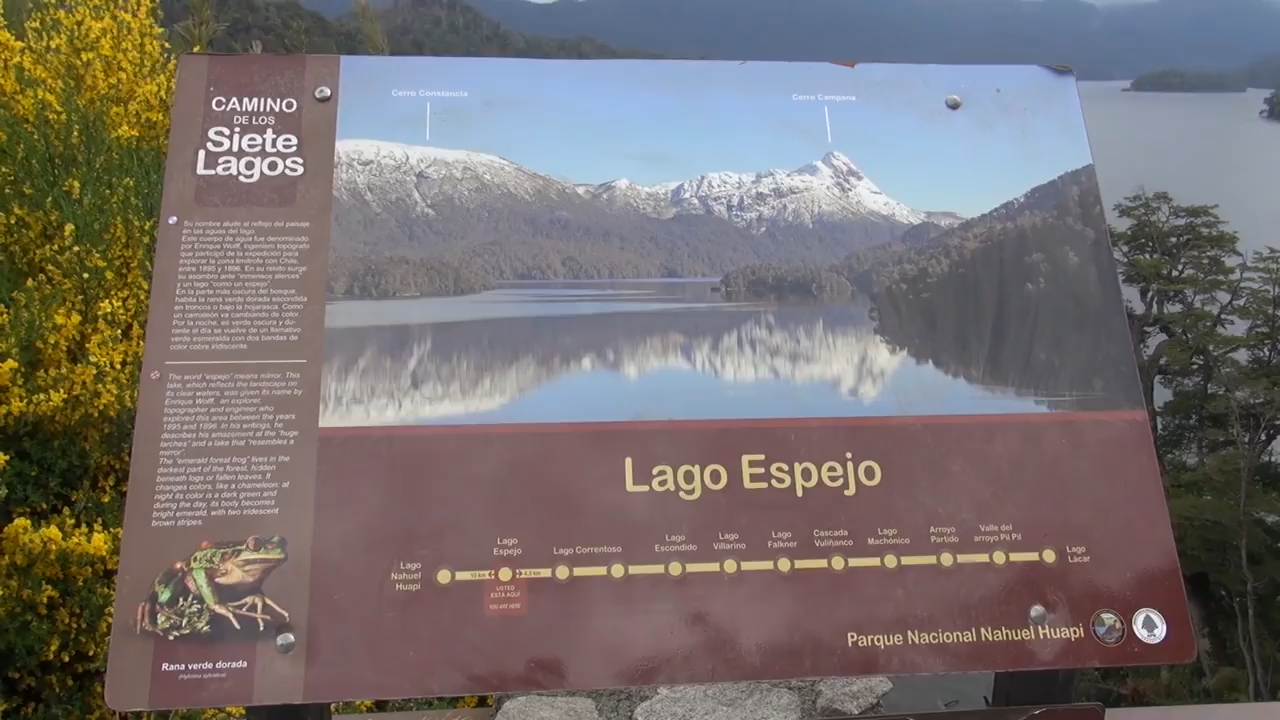 CAMINO
DE LOS
Siete
Lagos
Cerro Constancia
Cerro Campana
Su nombre alude al reflejo del paisaje
en las aguas del lago.
Este cuerpo de agua fue denominado
por Enrique Wolff, ingeniero topógrafo
que participó de la expedición para
explorar la zona limítrofe con Chile,
entre 1895 y 1896. En su relato surge
su asombro ante "inmensos alerces"
y un lago "como un espejo".
En la parte más oscura del bosque,
habita la rana verde dorada escondida
en troncos o bajo la hojarasca. Como
un camaleón va cambiando de color.
Por la noche, es verde oscura y du-
rante el día se vuelve de un llamativo
verde esmeralda con dos bandas de
color cobre iridiscente.
The word "espejo" means mirror. This
lake, which reflects the landscape on
its clear waters, was given its name by
Enrique Wolff, an explorer,
topographer and engineer who
explored this area between the years
1895 and 1896. In his writings, he
describes his amazement at the "huge
larches" and a lake that "resembles a
mirror".
The "emerald forest frog" lives in the
darkest part of the forest, hidden
beneath logs or fallen leaves. It
changes colors, like a chameleon: at
night its color is a dark green and
during the day, its body becomes
bright emerald, with two iridescent
brown stripes.
Rana verde dorada
(Hylorina sylvatica)
Lago Espejo
Lago
Nahuel
Huapi
10 km
Lago
Espejo
4,5 km
USTED
ESTÁ AQUÍ
YOU ARE HERE
Lago Correntoso
Lago
Escondido
Lago
Villarino
Lago
Falkner
Cascada
Vuliñanco
Lago
Machónico
Arroyo
Partido
Valle del
arroyo Pil Pil
Lago
Lácar
Parque Nacional Nahuel Huapi